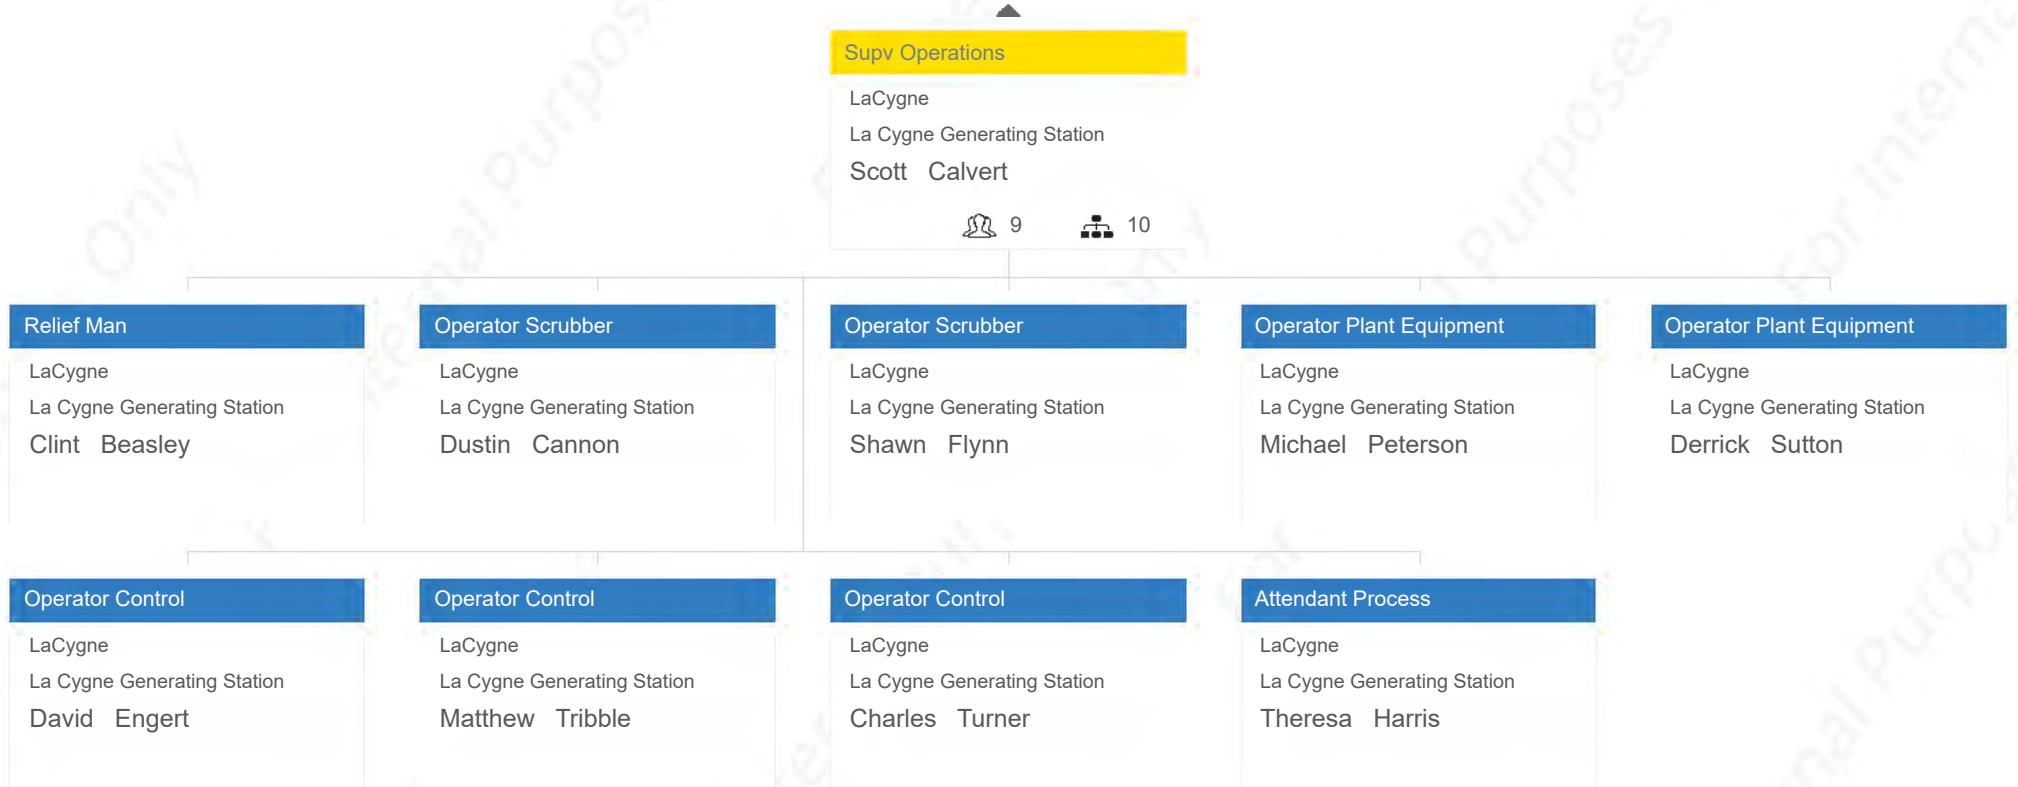 Supv Operations
LaCygne
La Cygne Generating Station
Scott Calvert
9 10
Relief Man
LaCygne
La Cygne Generating Station
Clint Beasley
Operator Scrubber
LaCygne
La Cygne Generating Station
Dustin Cannon
Operator Scrubber
LaCygne
La Cygne Generating Station
Shawn Flynn
Operator Plant Equipment
LaCygne
La Cygne Generating Station
Michael Peterson
Operator Plant Equipment
LaCygne
La Cygne Generating Station
Derrick Sutton
Operator Control
LaCygne
La Cygne Generating Station
David Engert
Operator Control
LaCygne
La Cygne Generating Station
Matthew Tribble
Operator Control
LaCygne
La Cygne Generating Station
Charles Turner
Attendant Process
LaCygne
La Cygne Generating Station
Theresa Harris